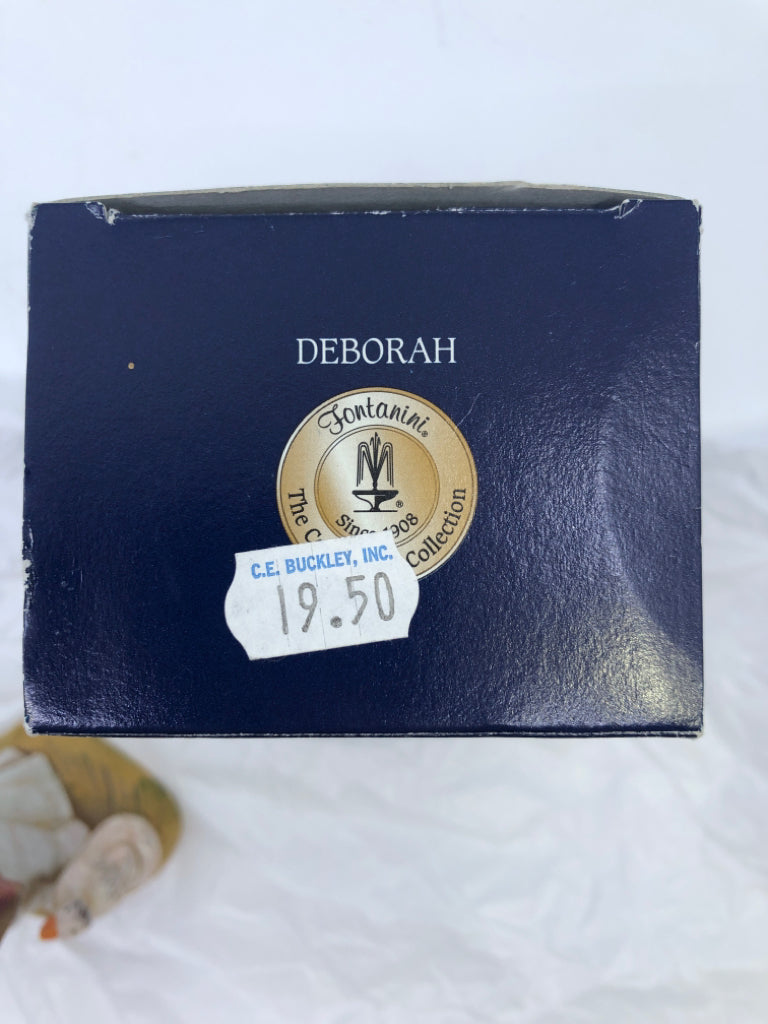 DEBORAH
Fontanini®
®
Since 1908
The C
Collection
C.E. BUCKLEY, INC.
19.50